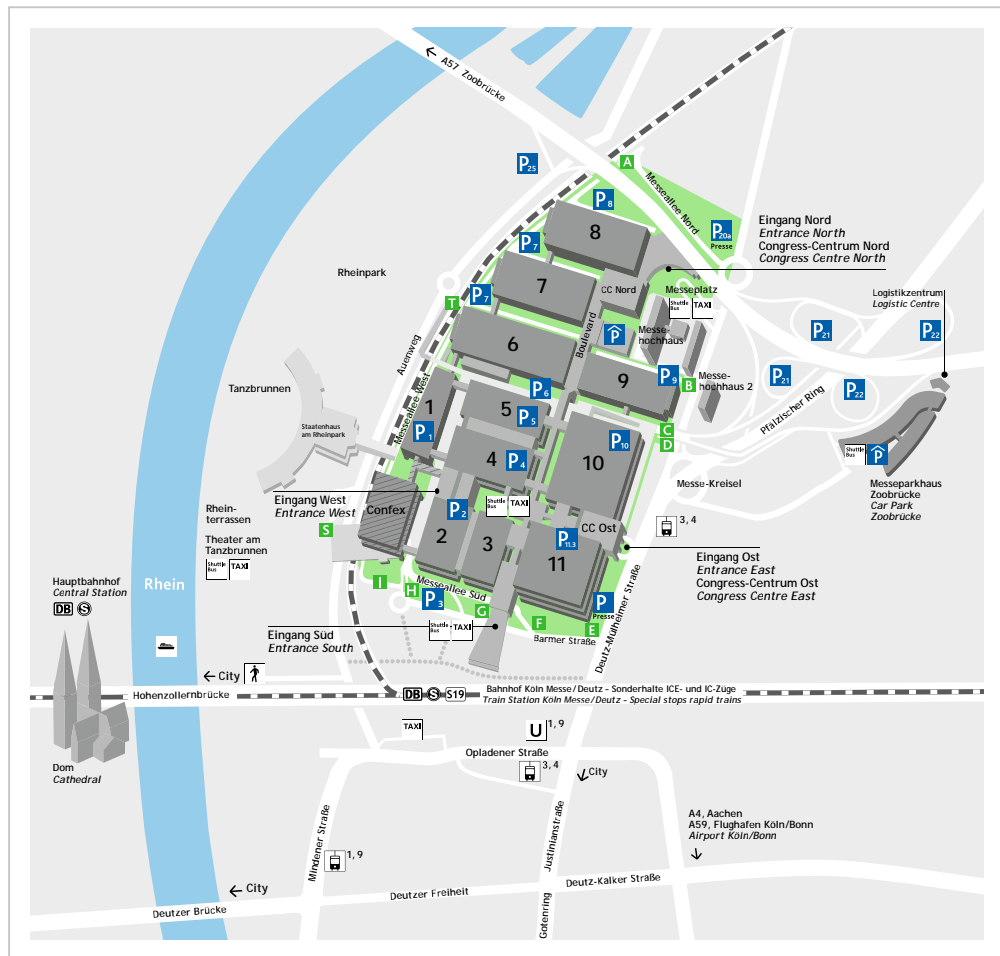 A57 Zoobrücke
P25
A
Messeallee Nord
P8
P20a
Presse
Eingang Nord
Entrance North
Congress-Centrum Nord
Congress Centre North
8
P7
Rheinpark
7
CC Nord
Messeplatz
Shuttle
Bus
TAXI
Logistikzentrum
Logistic Centre
P7
T
Boulevard
P
Messe-
hochhaus
P21
P22
Auenweg
6
9
P9
B
Messe-
hochhaus 2
P21
P22
Tanzbrunnen
Messeallee West
P6
Pfälzischer Ring
1
5
P5
Staatenhaus
am Rheinpark
P1
P10
C
D
4
P4
10
Shuttle
Bus
P
Messe-Kreisel
Messeparkhaus
Zoobrücke
Car Park
Zoobrücke
Eingang West
Entrance West
Shuttle
Bus
TAXI
P2
Confex
Rhein-
terrassen
Theater am
Tanzbrunnen
Shuttle
Bus
TAXI
S
CC Ost
3, 4
2
3
P11.3
11
Eingang Ost
Entrance East
Congress-Centrum Ost
Congress Centre East
Hauptbahnhof
Central Station
DB
S
Rhein
I
H
Messeallee Süd
P3
G
F
E
P
Presse
Shuttle
Bus
TAXI
Eingang Süd
Entrance South
Barmer Straße
Deutz-Mülheimer Straße
City
Hohenzollernbrücke
DB
S
S19
Bahnhof Köln Messe/Deutz - Sonderhalte ICE- und IC-Züge
Train Station Köln Messe/Deutz - Special stops rapid trains
TAXI
U
1, 9
Opladener Straße
3, 4
City
Dom
Cathedral
Mindener Straße
Justinianstraße
A4, Aachen
A59, Flughafen Köln/Bonn
Airport Köln/Bonn
1, 9
City
Deutz-Kalker Straße
Deutzer Freiheit
Deutzer Brücke
Gotenring